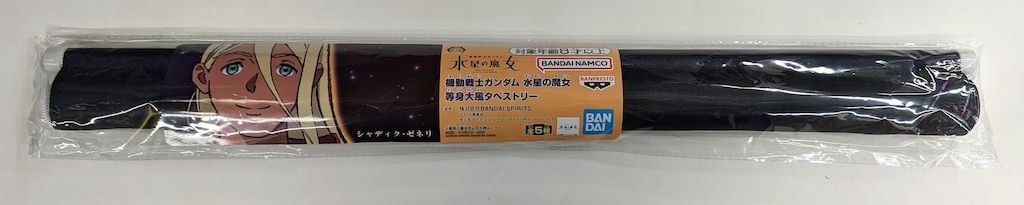 シャディク・ゼネリ
水星の魔女
対象年齢8才以上
BANDAI NAMCO
機動戦士ガンダム 水星の魔女
等身大風タペストリー
BANPRESTO
株式会社BANDAI SPIRITS
全5種
BAN
DAI